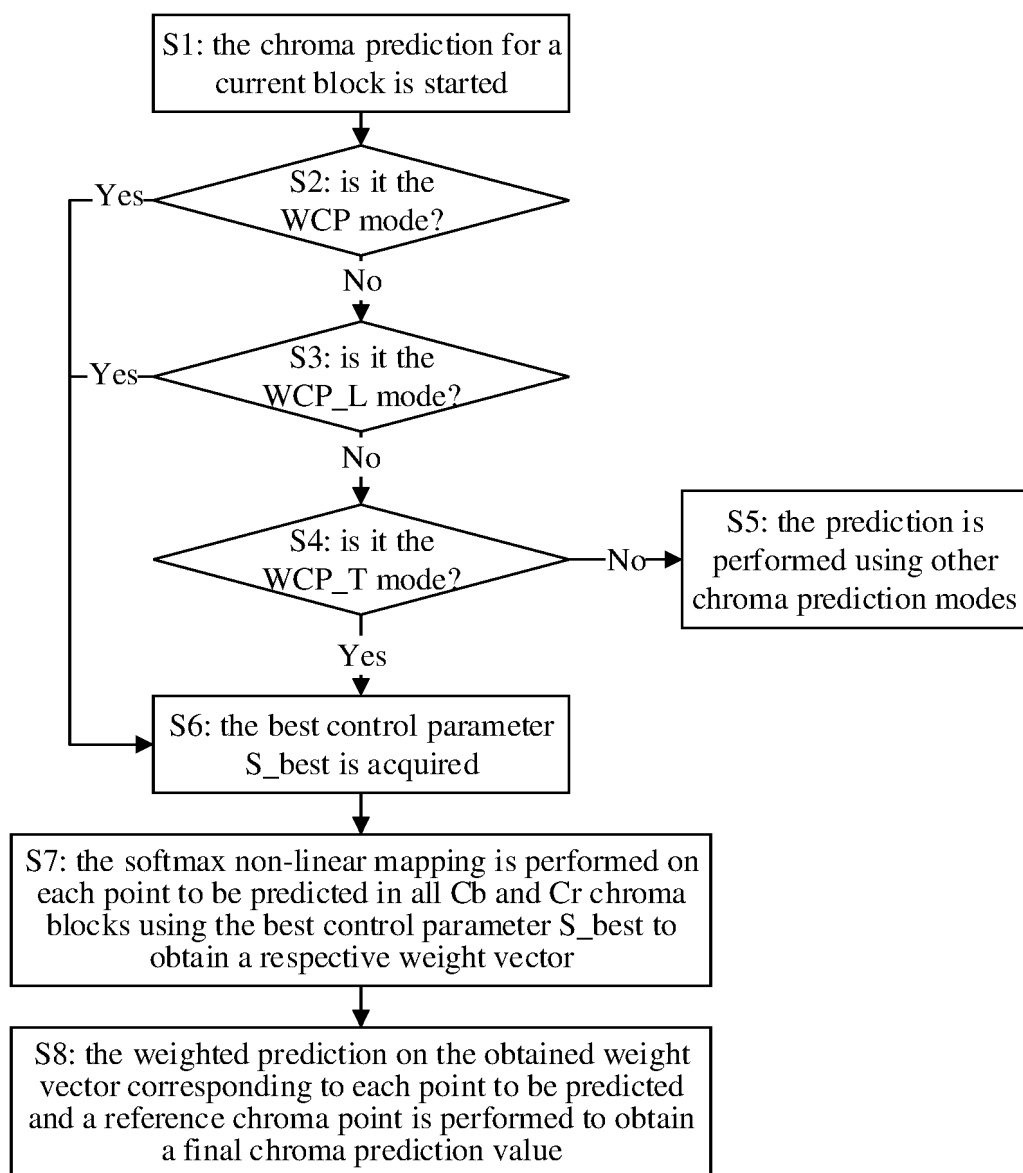 S1: the chroma prediction for a
current block is started
S2: is it the
WCP mode?
Yes
No
S3: is it the
WCP_L mode?
Yes
No
S4: is it the
WCP_T mode?
No
S5: the prediction is
performed using other
chroma prediction modes
Yes
S6: the best control parameter
S_best is acquired
S7: the softmax non-linear mapping is performed on
each point to be predicted in all Cb and Cr chroma
blocks using the best control parameter S_best to
obtain a respective weight vector
S8: the weighted prediction on the obtained weight
vector corresponding to each point to be predicted
and a reference chroma point is performed to obtain
a final chroma prediction value